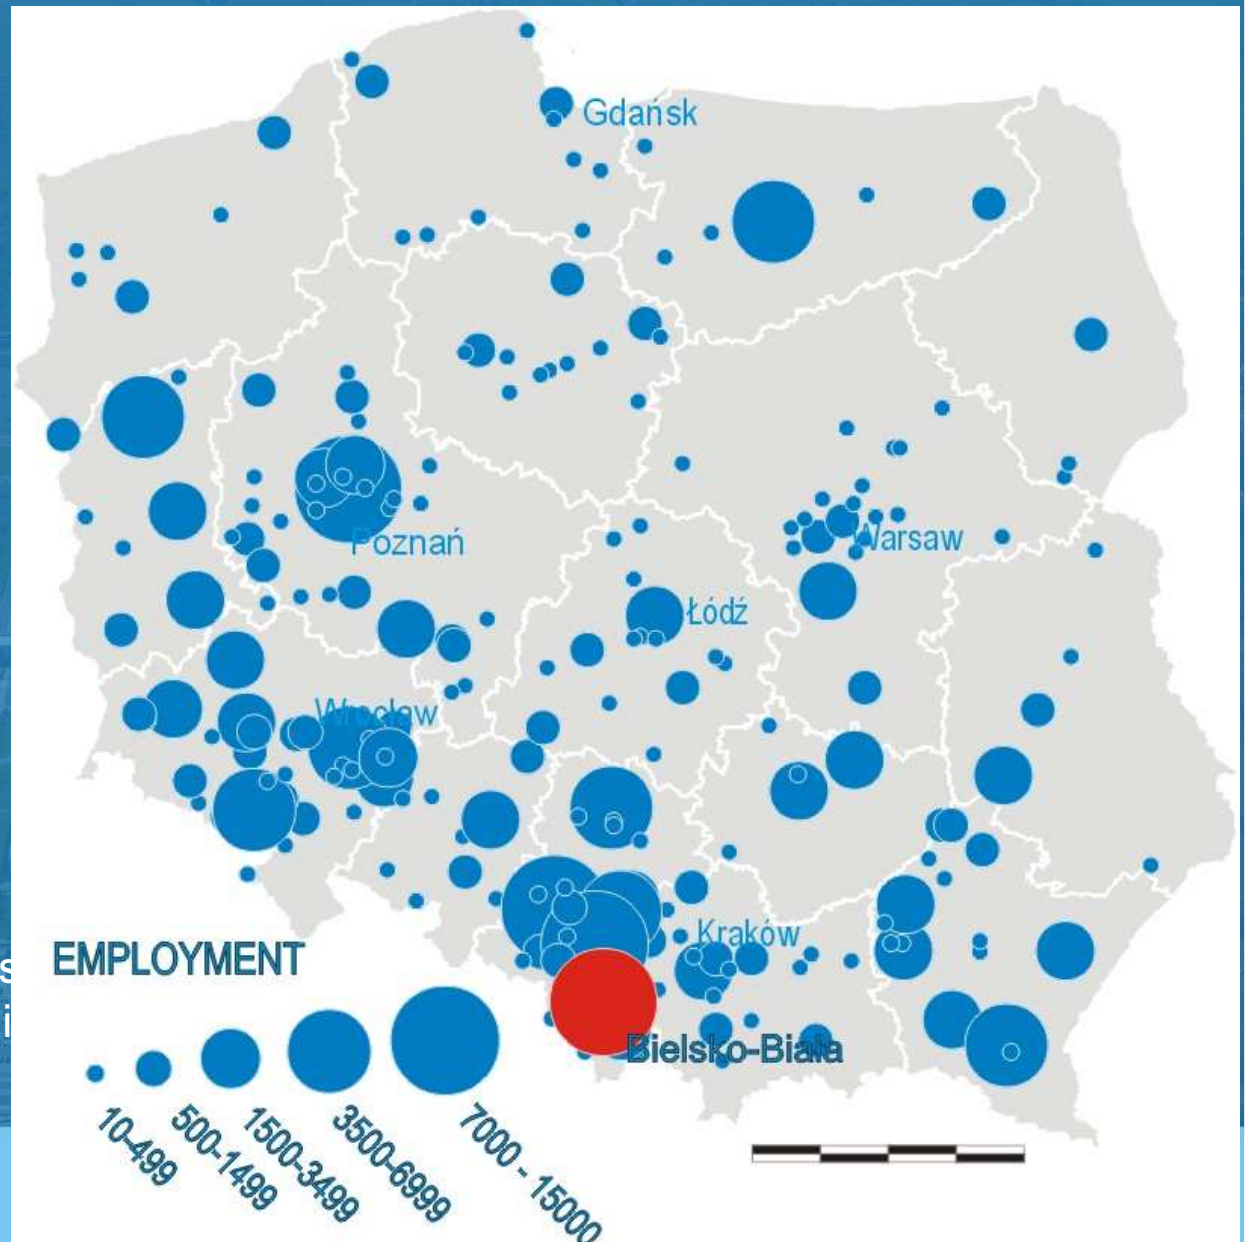 Gdańsk
Poznań
Warsaw
Łódź
Wrocław
Kraków
EMPLOYMENT
s
i
Bielsko-Biała
10-499
500-1499
1500-3499
3500-6999
7000 - 15000